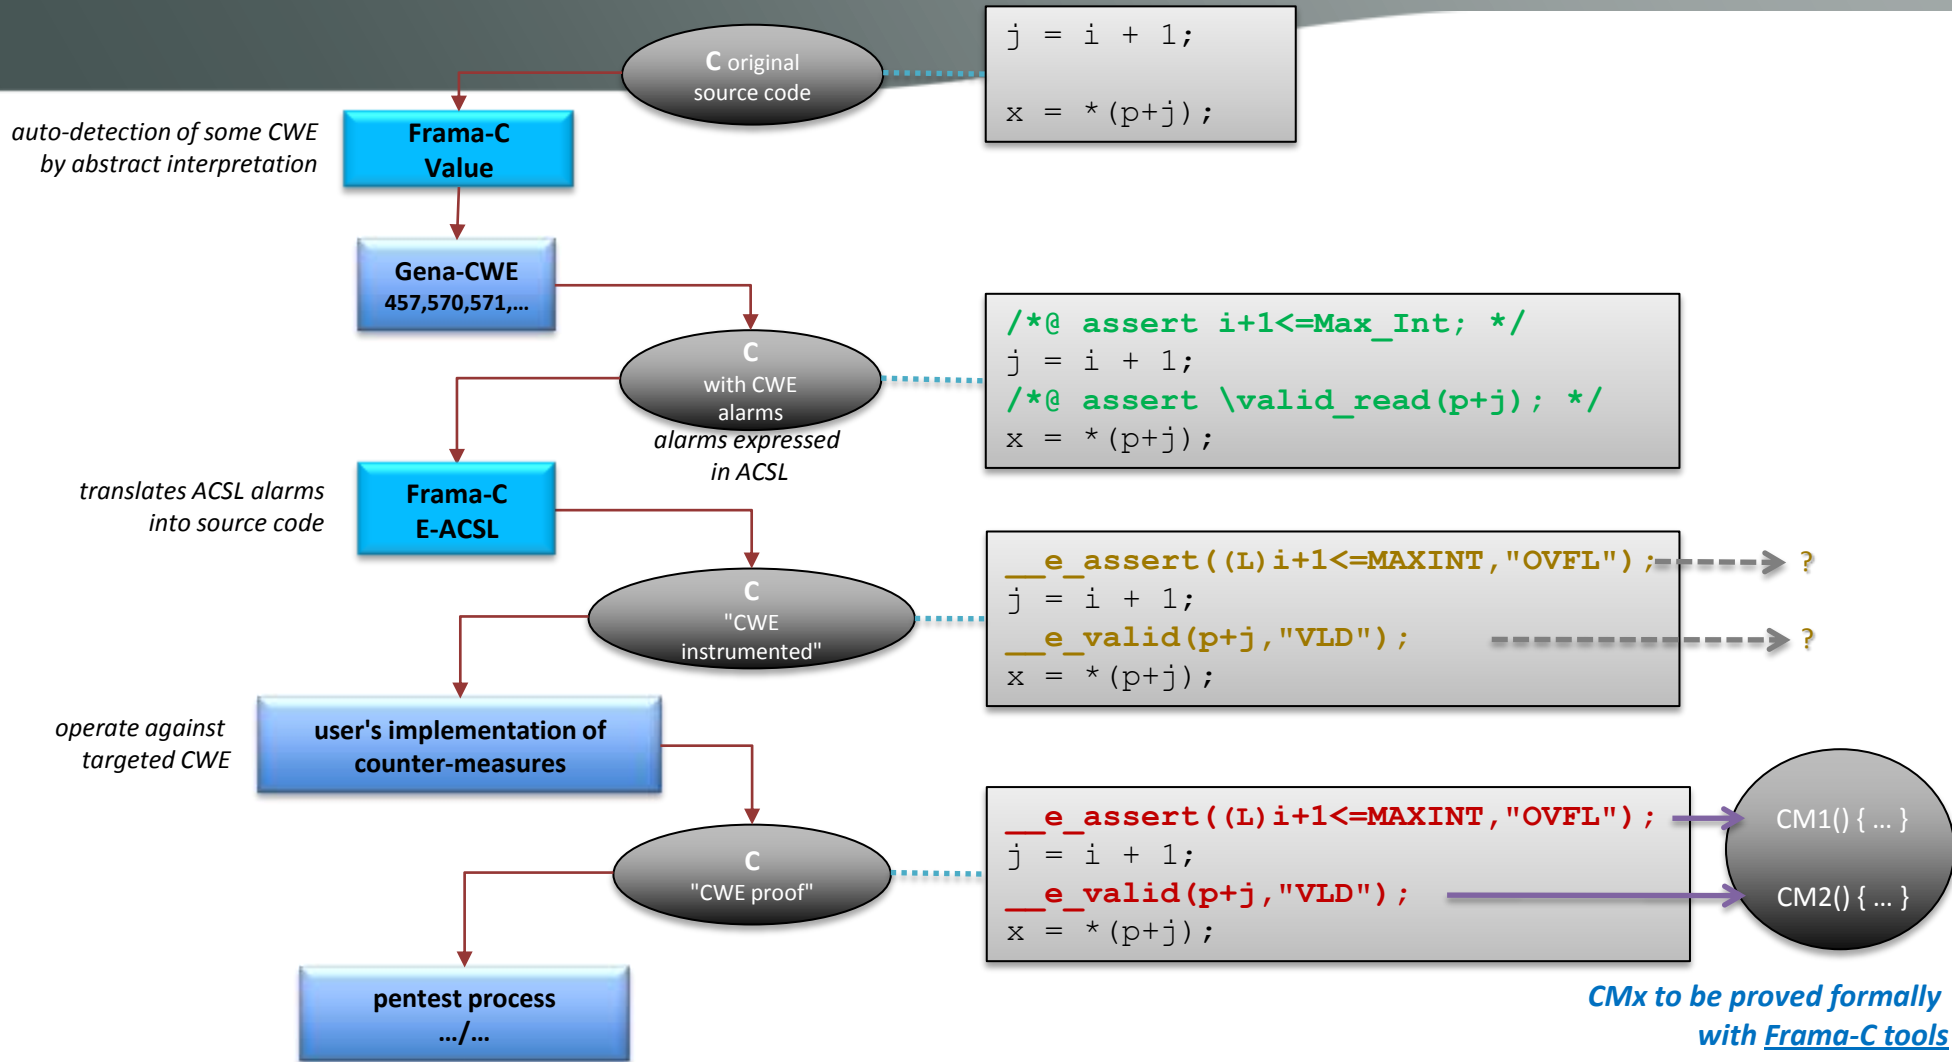 C original
source code
j = i + 1;
x = *(p+j);
auto-detection of some CWE
by abstract interpretation
Frama-C
Value
Gena-CWE
457,570,571,...
C
with CWE
alarms
alarms expressed
in ACSL
/*@ assert i+1<=Max_Int; */
j = i + 1;
/*@ assert \valid_read(p+j); */
x = *(p+j);
translates ACSL alarms
into source code
Frama-C
E-ACSL
C
"CWE
instrumented"
__e_assert((L)i+1<=MAXINT,"OVFL"); ?
j = i + 1;
__e_valid(p+j,"VLD"); ?
x = *(p+j);
operate against
targeted CWE
user's implementation of
counter-measures
C
"CWE proof"
__e_assert((L)i+1<=MAXINT,"OVFL"); CM1() { ... }
j = i + 1;
__e_valid(p+j,"VLD"); CM2() { ... }
x = *(p+j);
pentest process
.../...
CMx to be proved formally
with Frama-C tools